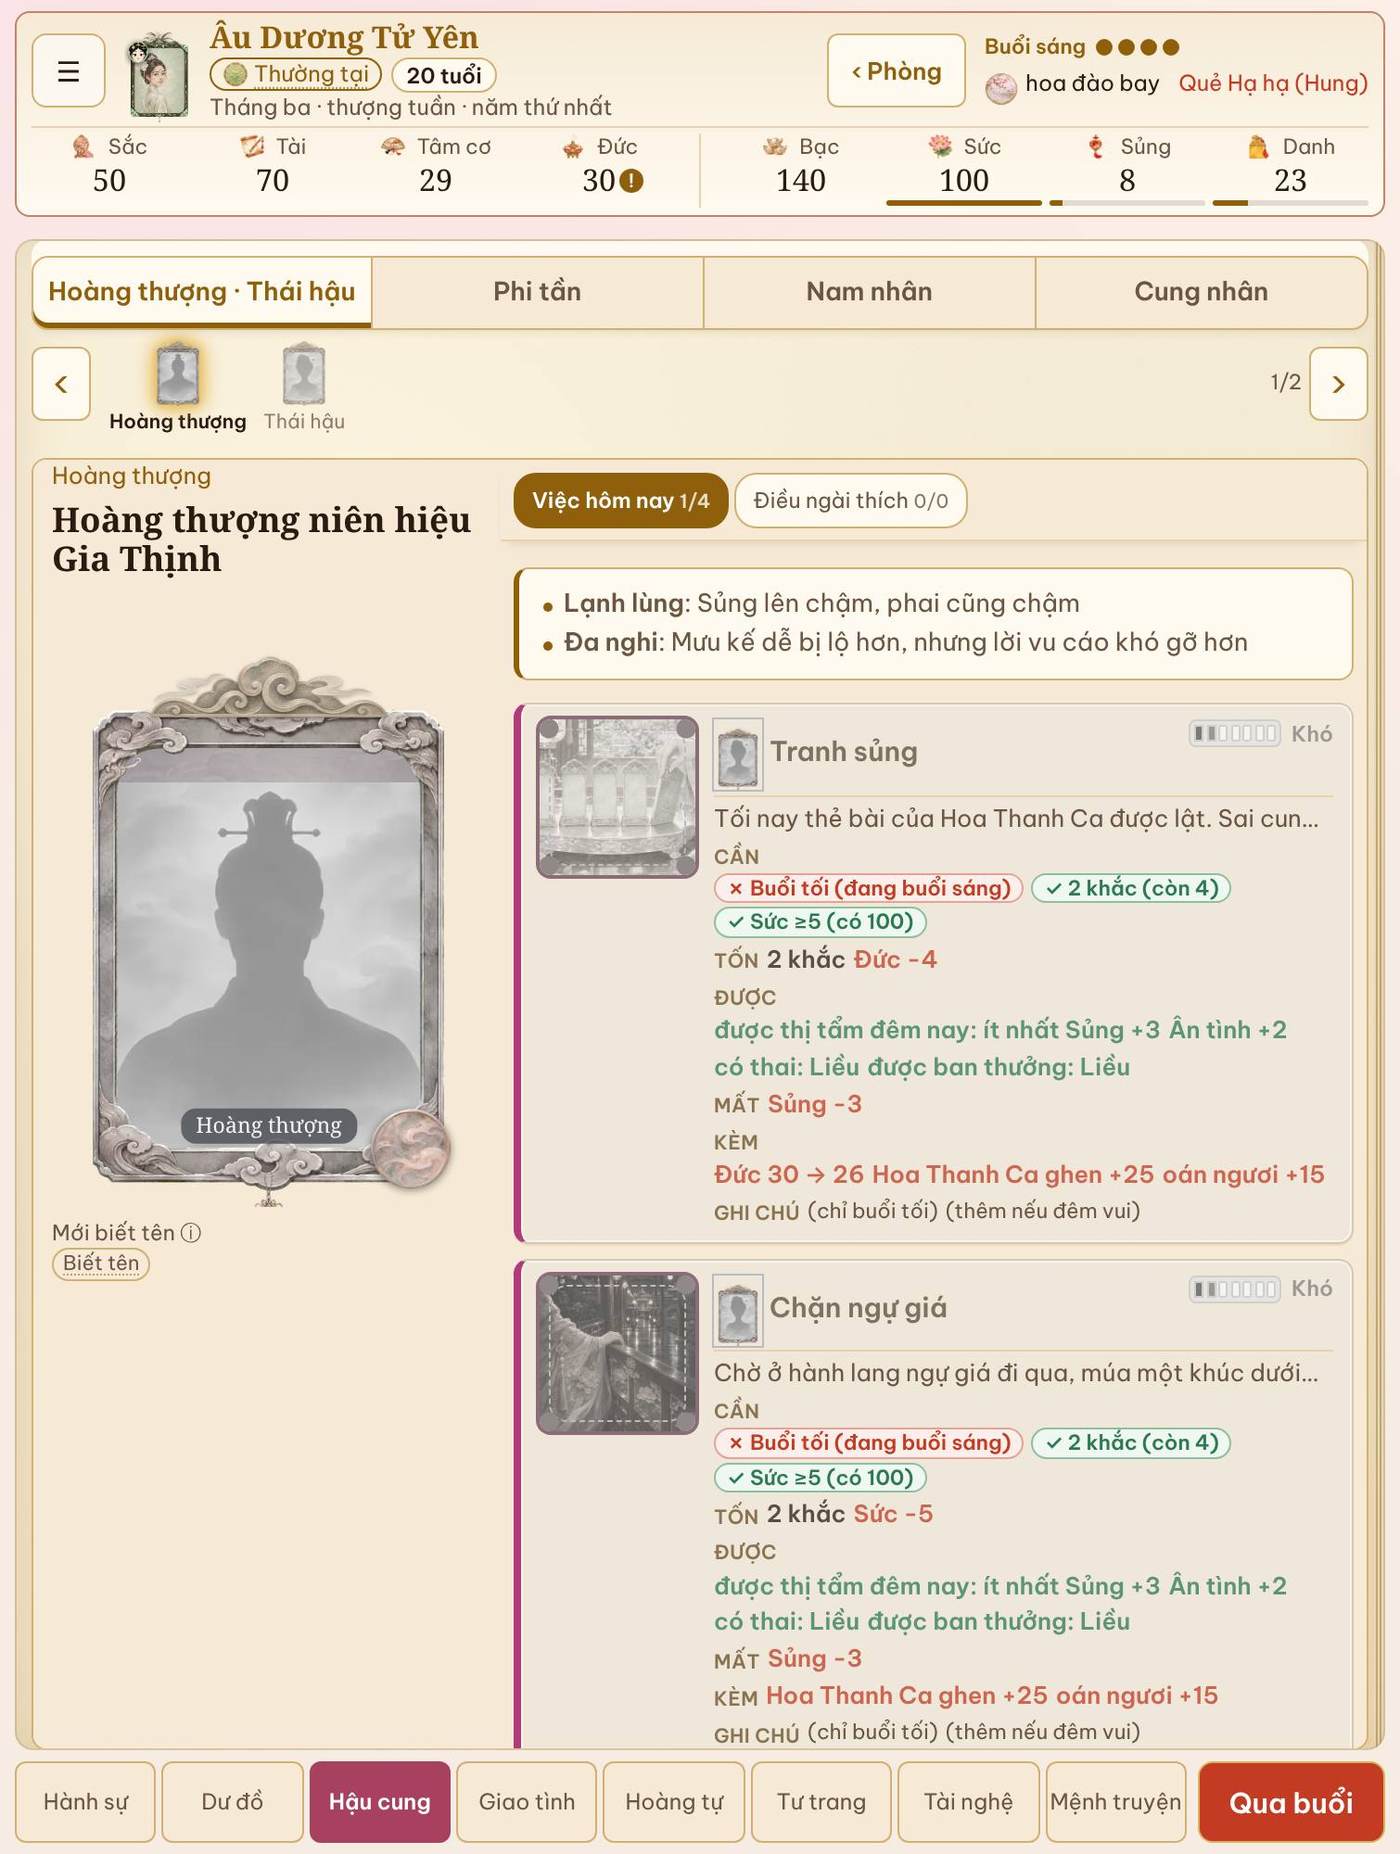 ☰
Âu Dương Tử Yên
Thường tại
20 tuổi
Tháng ba · thượng tuần · năm thứ nhất
‹ Phòng
Buổi sáng
hoa đào bay
Quẻ Hạ hạ (Hung)
Sắc
50
Tài
70
Tâm cơ
29
Đức
30 !
Bạc
140
Sức
100
Sủng
8
Danh
23
Hoàng thượng · Thái hậu
Phi tần
Nam nhân
Cung nhân
‹
Hoàng thượng
Thái hậu
1/2
›
Hoàng thượng
Hoàng thượng niên hiệu
Gia Thịnh
Hoàng thượng
Mới biết tên ⓘ
Biết tên
Việc hôm nay 1/4
Điều ngài thích 0/0
• Lạnh lùng: Sủng lên chậm, phai cũng chậm
• Đa nghi: Mưu kế dễ bị lộ hơn, nhưng lời vu cáo khó gỡ hơn
Tranh sủng
Khó
Tối nay thẻ bài của Hoa Thanh Ca được lật. Sai cun...
CẦN
× Buổi tối (đang buổi sáng)
✓ 2 khắc (còn 4)
✓ Sức ≥5 (có 100)
TỐN 2 khắc Đức -4
ĐƯỢC
được thị tẩm đêm nay: ít nhất Sủng +3 Ân tình +2
có thai: Liều được ban thưởng: Liều
MẤT Sủng -3
KÈM
Đức 30 → 26 Hoa Thanh Ca ghen +25 oán ngươi +15
GHI CHÚ (chỉ buổi tối) (thêm nếu đêm vui)
Chặn ngự giá
Khó
Chờ ở hành lang ngự giá đi qua, múa một khúc dưới...
CẦN
× Buổi tối (đang buổi sáng)
✓ 2 khắc (còn 4)
✓ Sức ≥5 (có 100)
TỐN 2 khắc Sức -5
ĐƯỢC
được thị tẩm đêm nay: ít nhất Sủng +3 Ân tình +2
có thai: Liều được ban thưởng: Liều
MẤT Sủng -3
KÈM Hoa Thanh Ca ghen +25 oán ngươi +15
GHI CHÚ (chỉ buổi tối) (thêm nếu đêm vui)
Hành sự
Dư đồ
Hậu cung
Giao tình
Hoàng tự
Tư trang
Tài nghệ
Mệnh truyện
Qua buổi